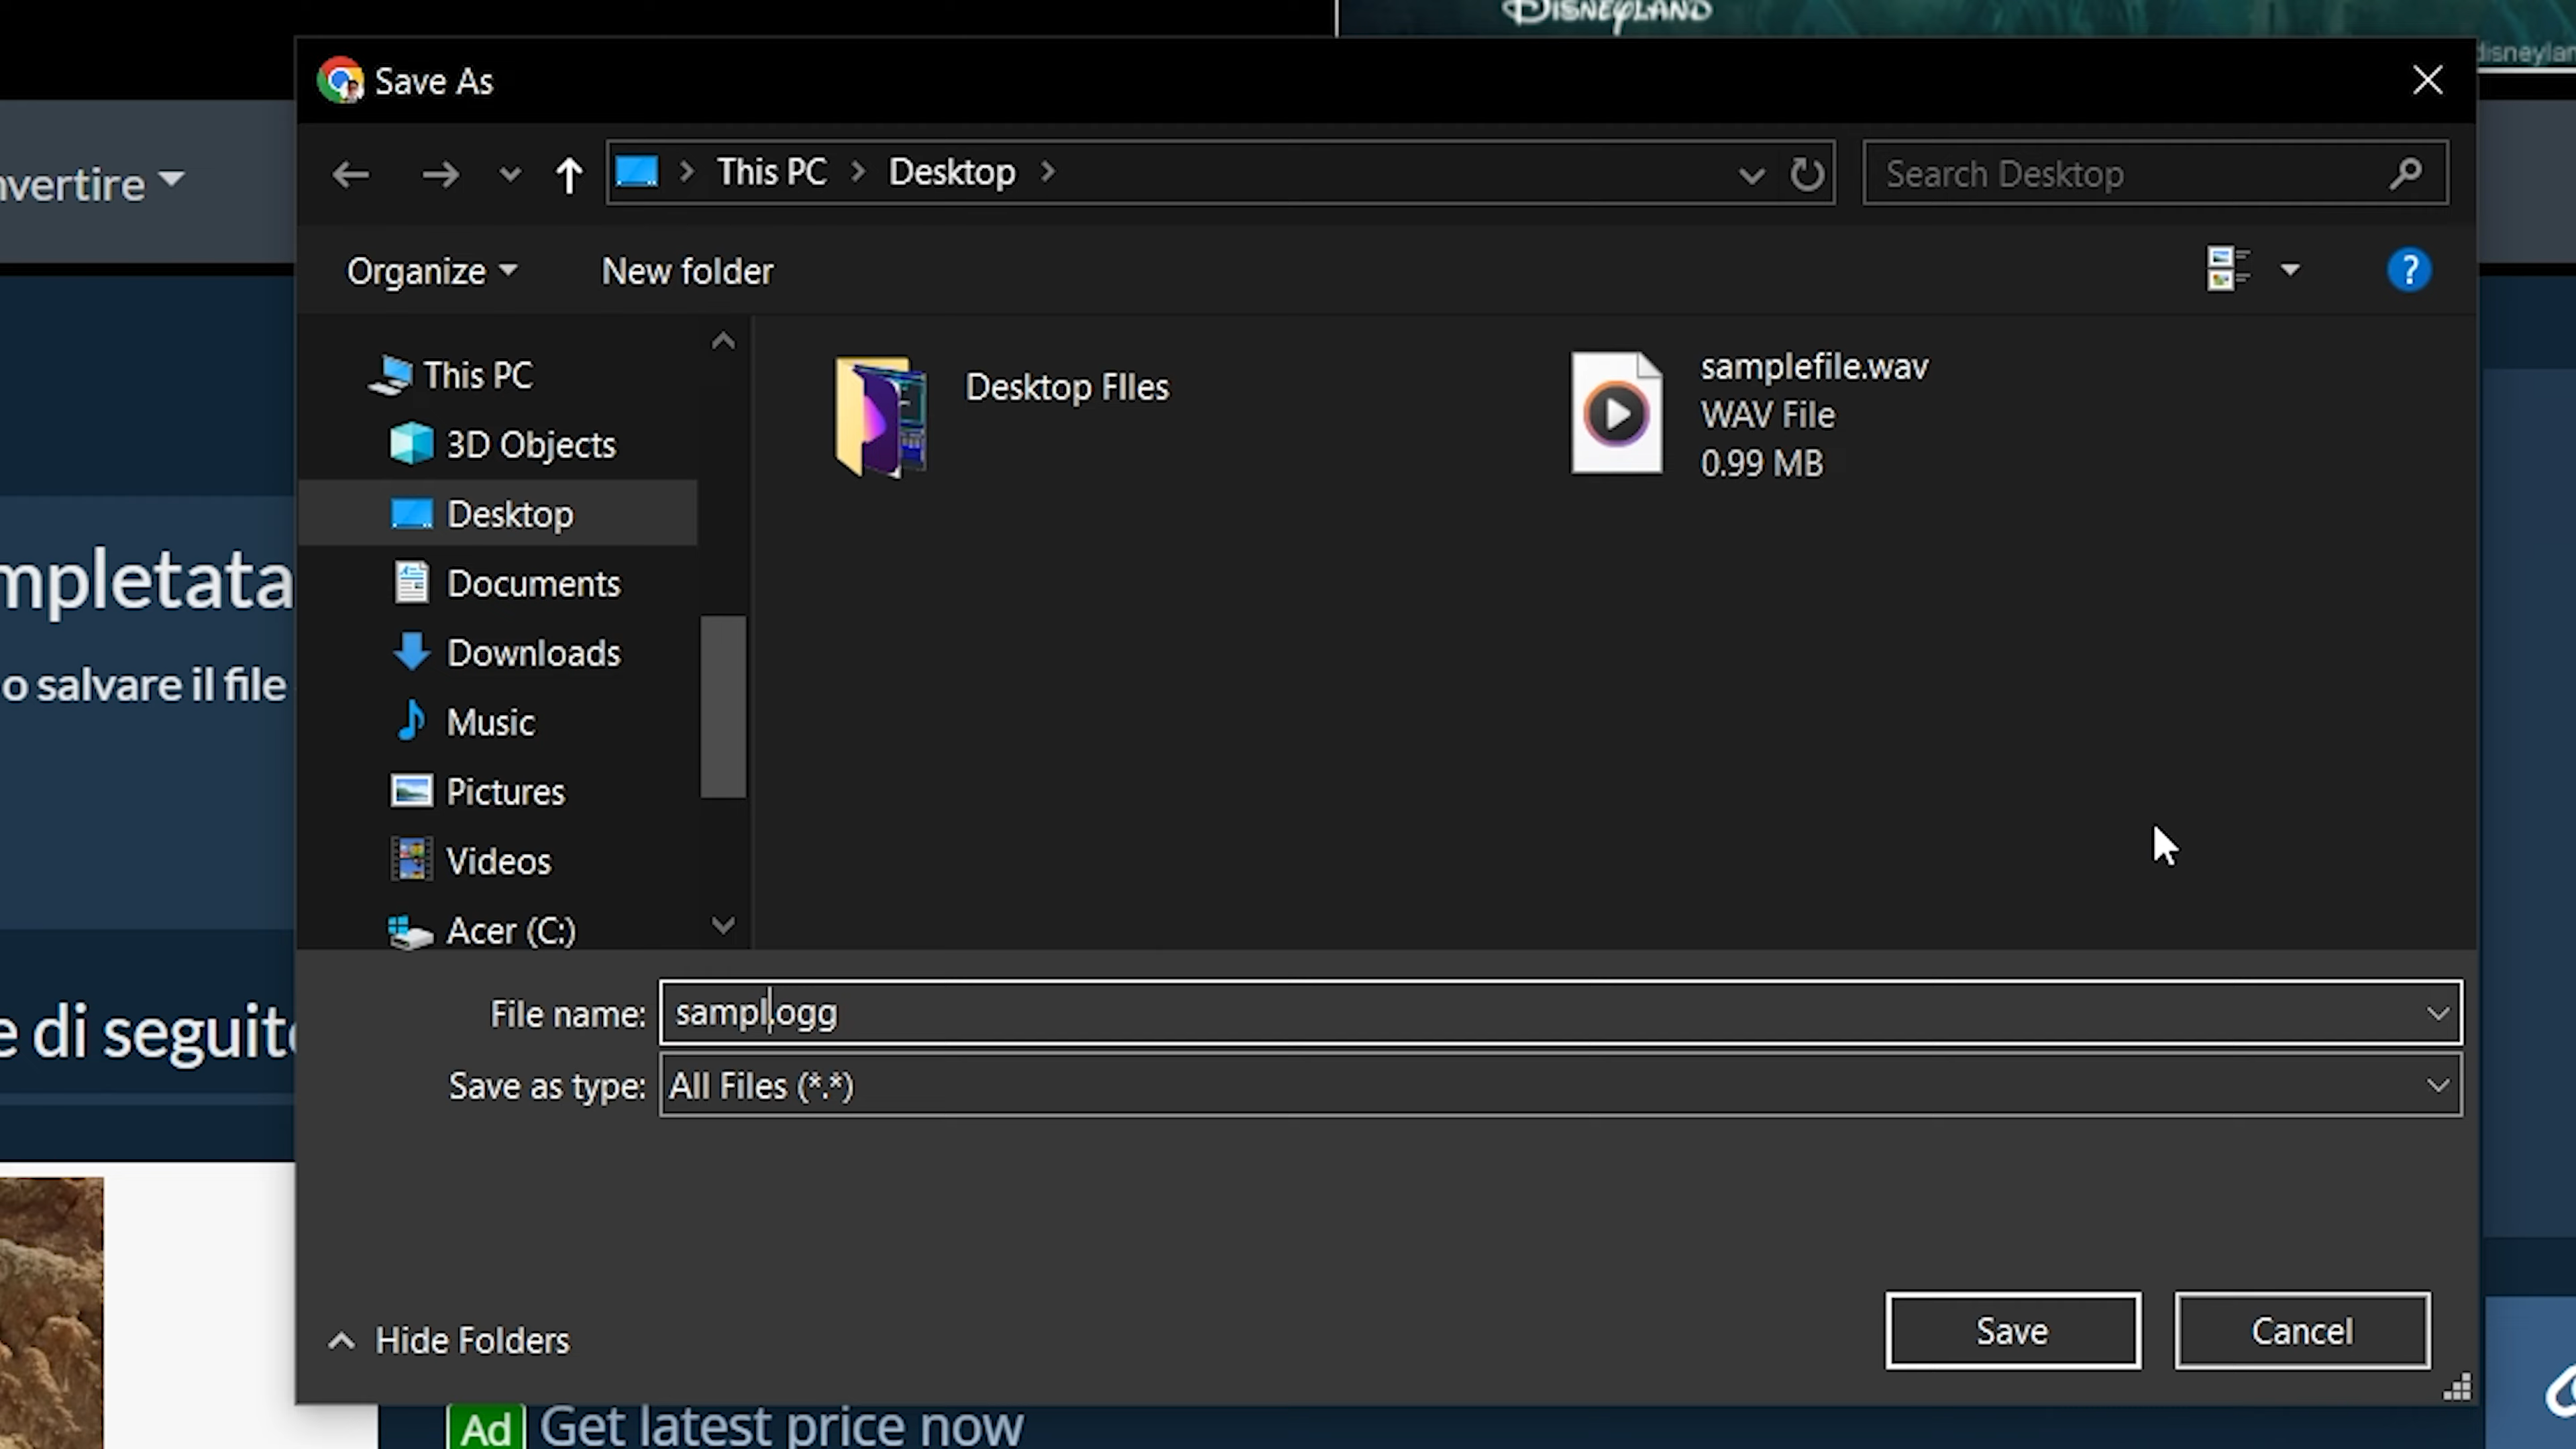 Disneyland
disneylan
Save As
nvertire
This PC
Desktop
Search Desktop
Organize
New folder
?
This PC
3D Objects
Desktop
Documents
Downloads
Music
Pictures
Videos
Acer (C:)
Desktop FIles
samplefile.wav
WAV File
0.99 MB
mpletata
o salvare il file
e di seguito
File name:
sampl.ogg
Save as type:
All Files (*.*)
Hide Folders
Save
Cancel
Ad
Get latest price now